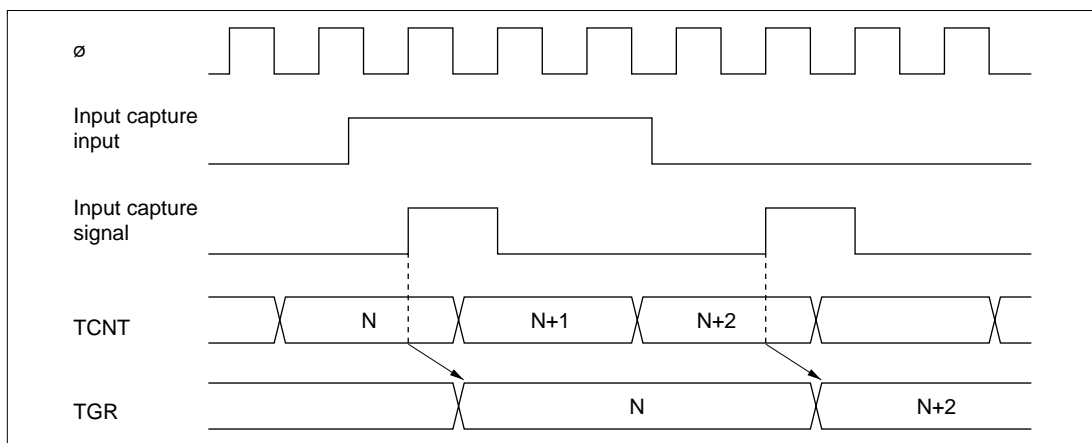 ø
Input capture
input
Input capture
signal
TCNT N N+1 N+2
TGR N N+2